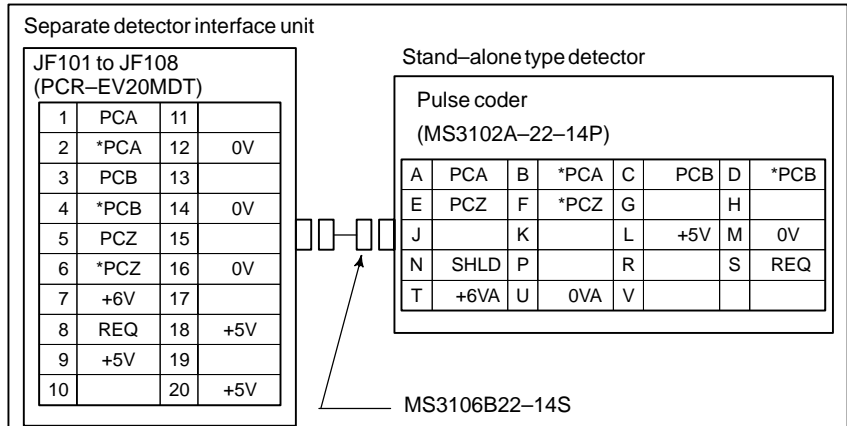 Separate detector interface unit
JF101 to JF108
(PCR–EV20MDT)
1 PCA 11
2 *PCA 12 0V
3 PCB 13
4 *PCB 14 0V
5 PCZ 15
6 *PCZ 16 0V
7 +6V 17
8 REQ 18 +5V
9 +5V 19
10 20 +5V
Stand–alone type detector
Pulse coder
(MS3102A–22–14P)
A PCA B *PCA C PCB D *PCB
E PCZ F *PCZ G H
J K L +5V M 0V
N SHLD P R S REQ
T +6VA U 0VA V
MS3106B22–14S